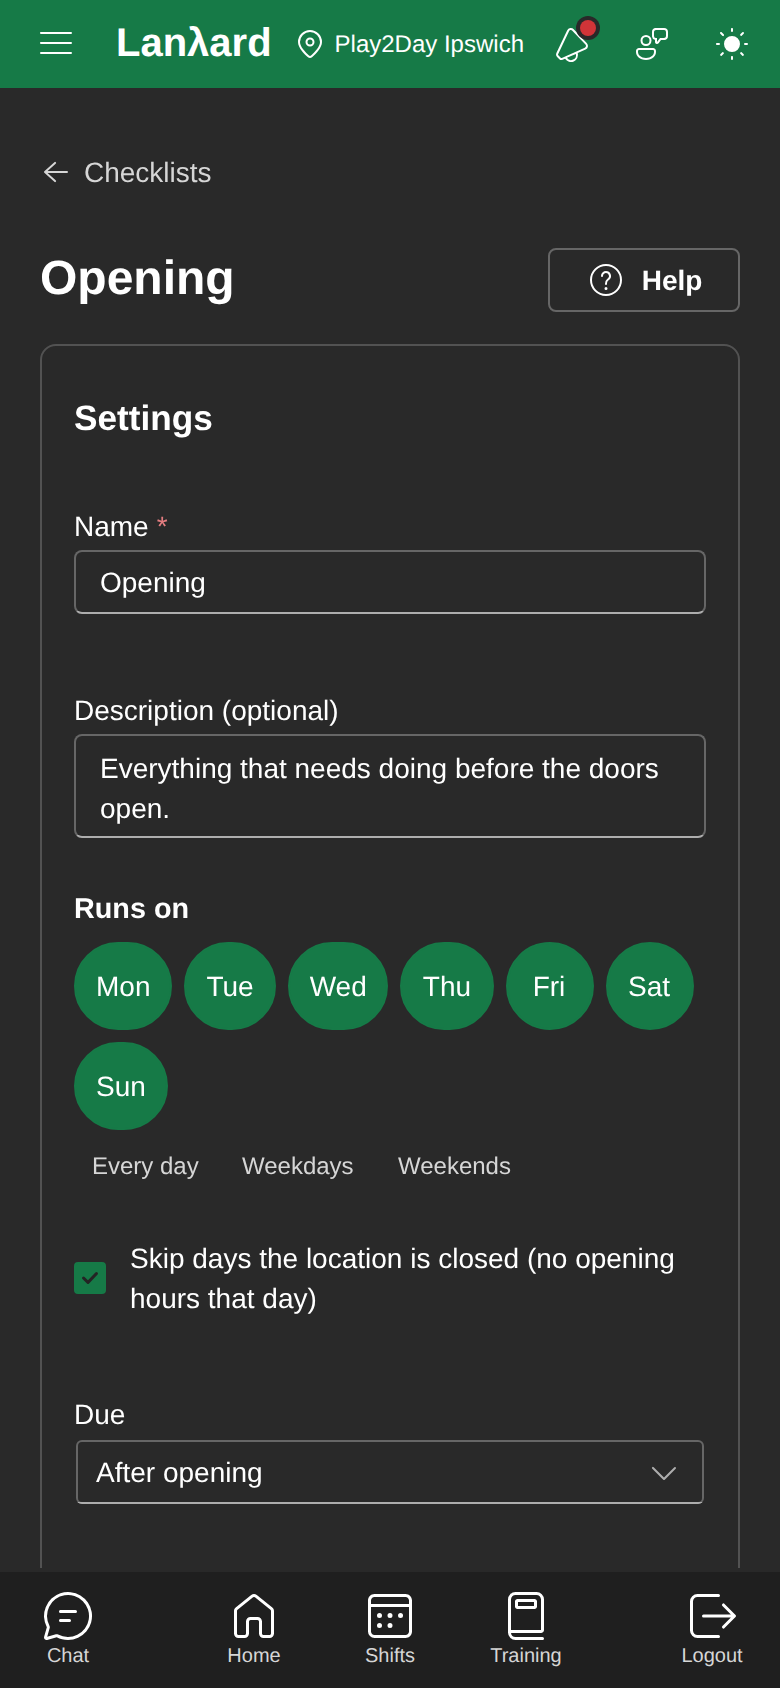 Lanλard
Play2Day Ipswich
Checklists
Opening
Help
Settings
Name *
Opening
Description (optional)
Everything that needs doing before the doors
open.
Runs on
Mon Tue Wed Thu Fri Sat
Sun
Every day Weekdays Weekends
Skip days the location is closed (no opening
hours that day)
Due
After opening
Chat Home Shifts Training Logout